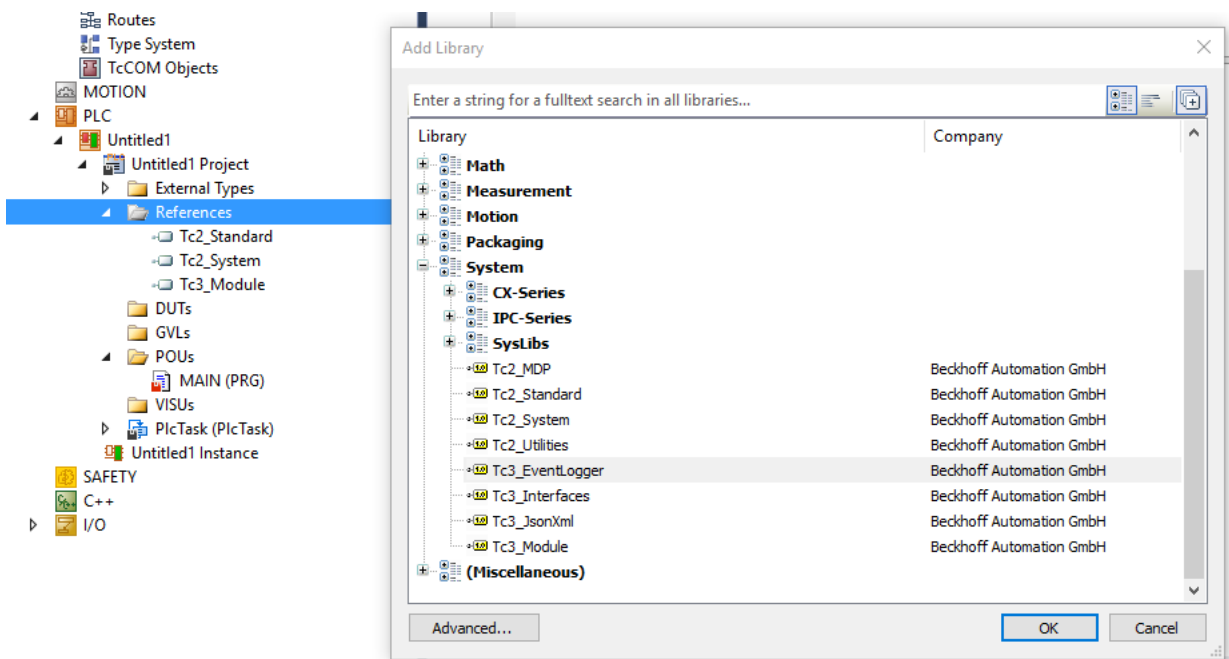 Routes
Type System
TcCOM Objects
MOTION
PLC
Untitled1
Untitled1 Project
External Types
References
Tc2_Standard
Tc2_System
Tc3_Module
DUTs
GVLs
POUs
MAIN (PRG)
VISUs
PlcTask (PlcTask)
Untitled1 Instance
SAFETY
C++
I/O
Add Library
Enter a string for a fulltext search in all libraries...
Library Company
Math
Measurement
Motion
Packaging
System
CX-Series
IPC-Series
SysLibs
Tc2_MDP Beckhoff Automation GmbH
Tc2_Standard Beckhoff Automation GmbH
Tc2_System Beckhoff Automation GmbH
Tc2_Utilities Beckhoff Automation GmbH
Tc3_EventLogger Beckhoff Automation GmbH
Tc3_Interfaces Beckhoff Automation GmbH
Tc3_JsonXml Beckhoff Automation GmbH
Tc3_Module Beckhoff Automation GmbH
(Miscellaneous)
Advanced... OK Cancel